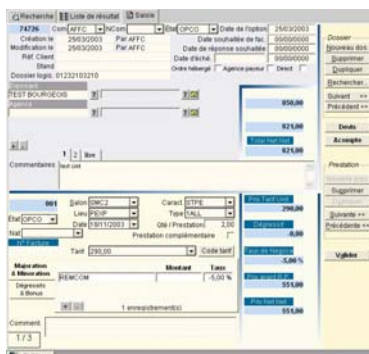 Recherche Liste de résultat Saisie
74726 Com AFFC NCom Etat OPCO Date de l'option 25/03/2003
Création le 25/03/2003 Par AFFC Date souhaitée de fac. 00/00/0000
Modification le 25/03/2003 Par AFFC Date de réponse souhaitée 00/00/0000
Réf. Client Date d'éché. 00/00/0000
Stand Ordre hébergé Agence payeur Direct
Dossier logis. 01232103210
TEST BOURGEOIS ?
Agence ?
850,00
821,00
Total Net Net
821,00
1 2 libre
Commentaires test unit
Dossier
Nouveau dos
Supprimer
Dupliquer
Rechercher...
Suivant
Précédent
Devis
Acompte
Prestation
Supprimer
Suivante
Précédente
Valider
001 Salon SMC2 Caract. STPE
Etat OPCO Lieu PEXP Type 1ALL
Date 18/11/2003 Qté / Prestation 2,00
Nat Prestation complémentaire
N° Facture
Tarif 290,00 Code tarif
Majoration & Minoration Montant Taux
REMCOM -5,00 %
Dégressifs & Bonus
1 enregistrement(s)
Comment.
1 / 3
Prix Tarif Unit
290,00
Dégressif
0,00
Taux de Négoce
-5,00 %
551,00
Prix Net Net
551,00